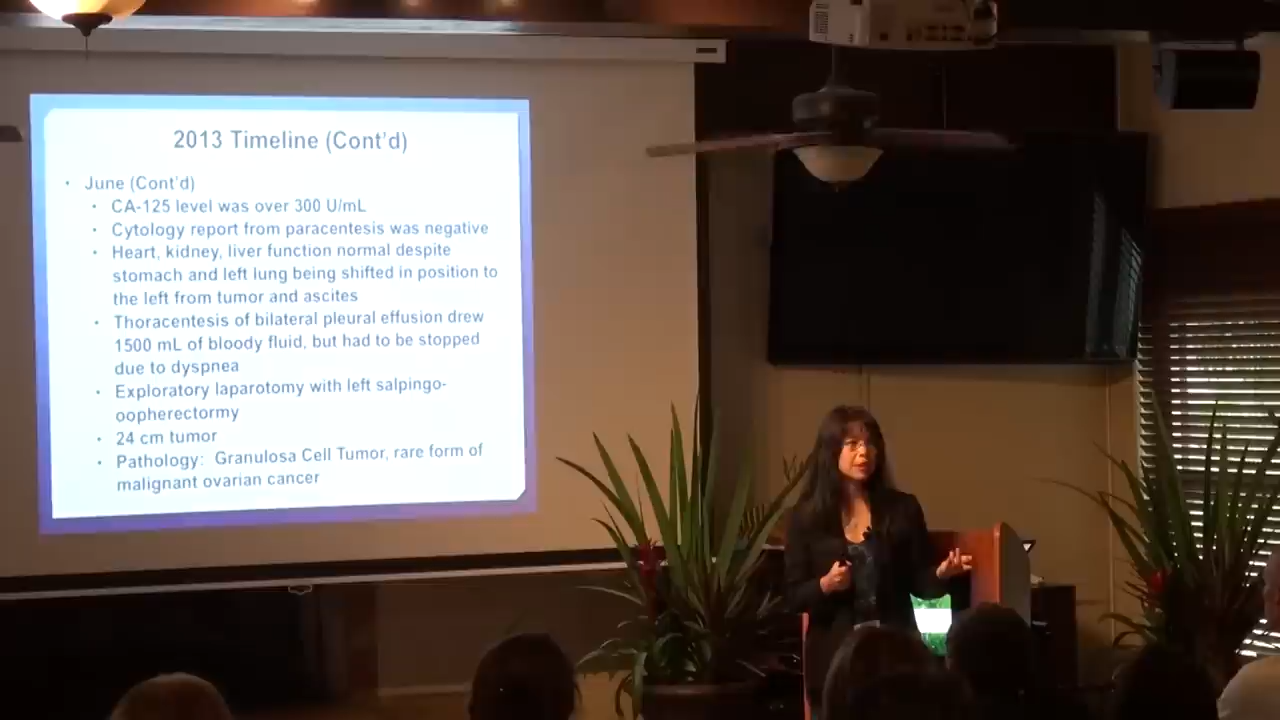 2013 Timeline (Cont'd)
• June (Cont'd)
• CA-125 level was over 300 U/mL
• Cytology report from paracentesis was negative
• Heart, kidney, liver function normal despite
stomach and left lung being shifted in position to
the left from tumor and ascites
• Thoracentesis of bilateral pleural effusion drew
1500 mL of bloody fluid, but had to be stopped
due to dyspnea
• Exploratory laparotomy with left salpingo-
oopherectormy
• 24 cm tumor
• Pathology: Granulosa Cell Tumor, rare form of
malignant ovarian cancer